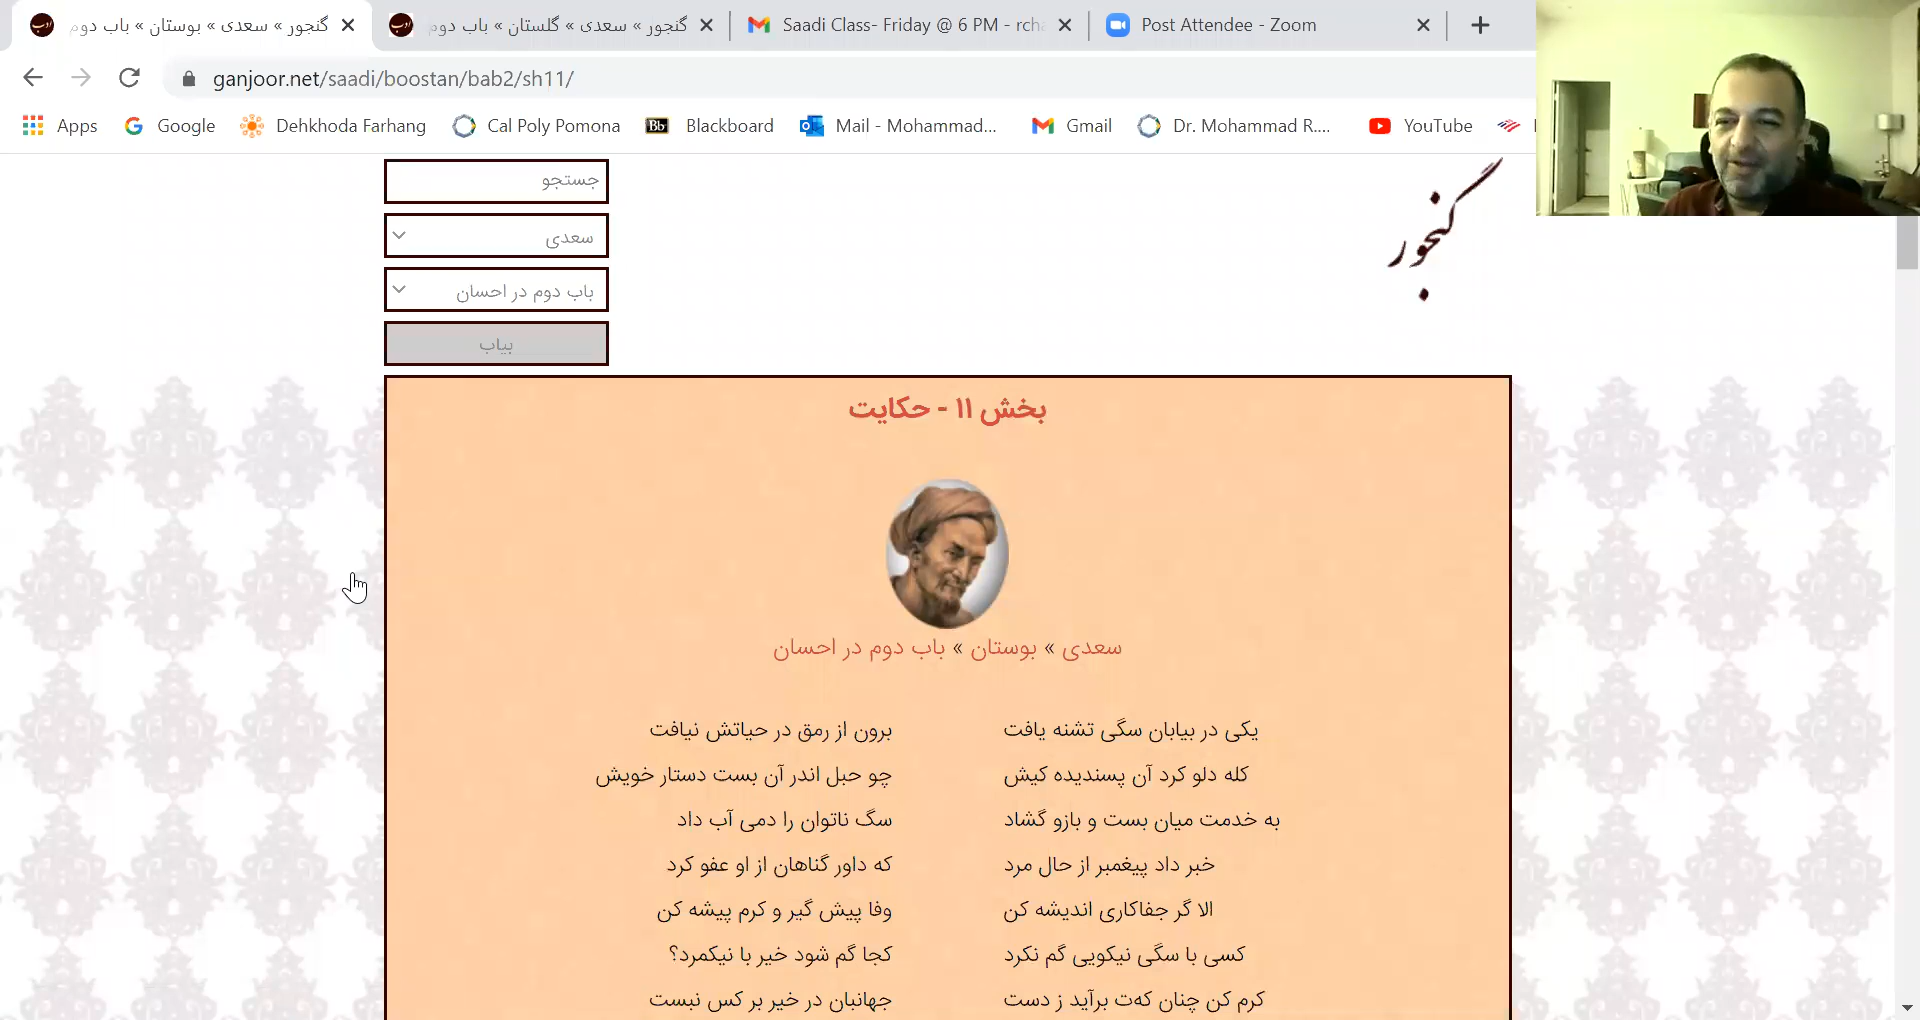 گنجور » سعدی » بوستان » باب دوم
گنجور » سعدی » گلستان » باب دوم
Saadi Class- Friday @ 6 PM - rcha
Post Attendee - Zoom
ganjoor.net/saadi/boostan/bab2/sh11/
Apps
Google
Dehkhoda Farhang
Cal Poly Pomona
Bb Blackboard
Mail - Mohammad...
Gmail
Dr. Mohammad R....
YouTube
جستجو
گنجور
سعدی
باب دوم در احسان
بیاب
بخش ۱۱ - حکایت
سعدی » بوستان » باب دوم در احسان
یکی در بیابان سگی تشنه یافت برون از رمق در حیاتش نیافت
کله دلو کرد آن پسندیده کیش چو حبل اندر آن بست دستار خویش
به خدمت میان بست و بازو گشاد سگ ناتوان را دمی آب داد
خبر داد پیغمبر از حال مرد که داور گناهان از او عفو کرد
الا گر جفاکاری اندیشه کن وفا پیش گیر و کرم پیشه کن
کسی با سگی نیکویی گم نکرد کجا گم شود خیر با نیکمرد؟
کرم کن چنان کهت برآید ز دست جهانبان در خیر بر کس نبست